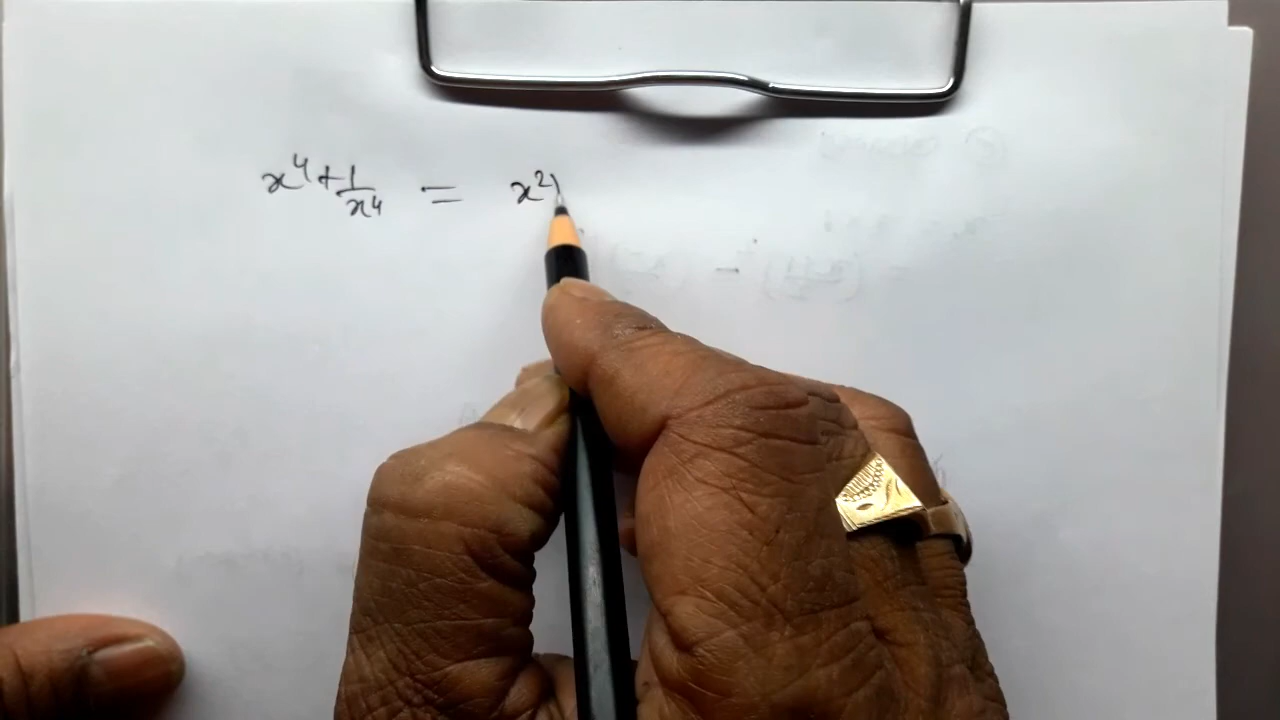 x⁴ + 1/x⁴ = x²)